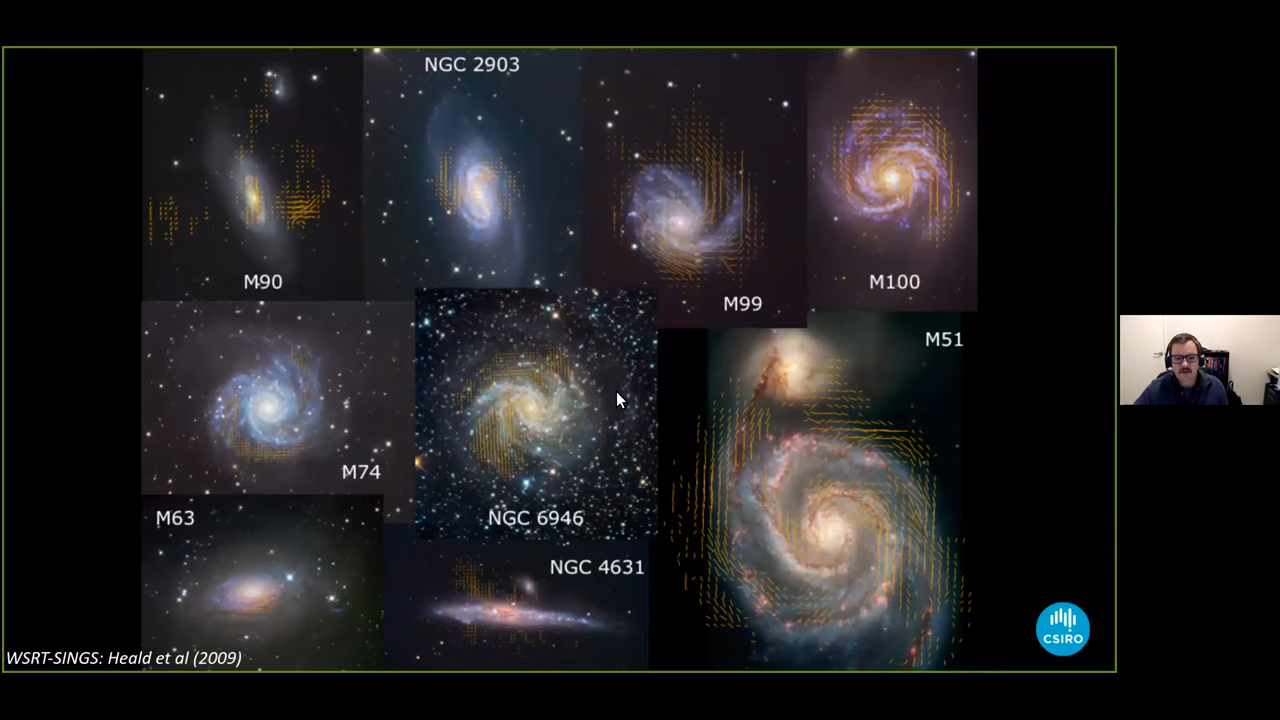 NGC 2903
M90
M99
M100
M51
M74
NGC 6946
M63
NGC 4631
WSRT-SINGS: Heald et al (2009)
CSIRO